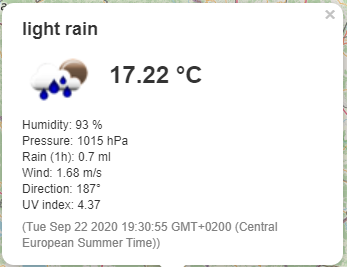 ×
light rain
17.22 °C
Humidity: 93 %
Pressure: 1015 hPa
Rain (1h): 0.7 ml
Wind: 1.68 m/s
Direction: 187°
UV index: 4.37
(Tue Sep 22 2020 19:30:55 GMT+0200 (Central
European Summer Time))